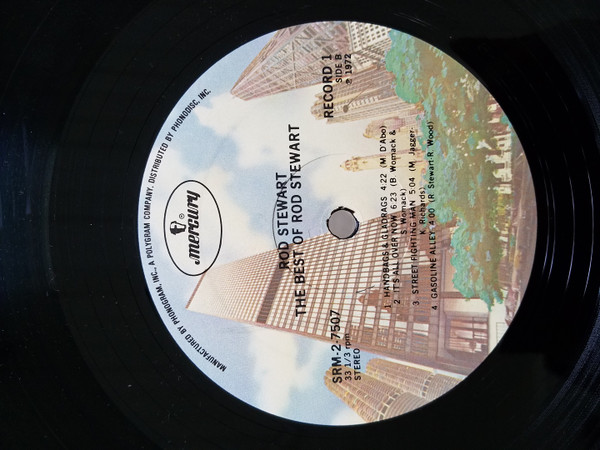 MANUFACTURED BY PHONOGRAM, INC., A POLYGRAM COMPANY, DISTRIBUTED BY PHONODISC, INC.
mercury ®
ROD STEWART
THE BEST OF ROD STEWART
SRM-2-7507
33 1/3 rpm
STEREO
RECORD 1
SIDE B
℗ 1972
1 HANDBAGS & GLADRAGS 4:22 (M. D'Abo)
2 IT'S ALL OVER NOW 6:23 (B. Womack &
S. Womack)
3 STREET FIGHTING MAN 5:04 (M. Jagger-
K. Richards)
4 GASOLINE ALLEY 4:00 (R. Stewart-R. Wood)